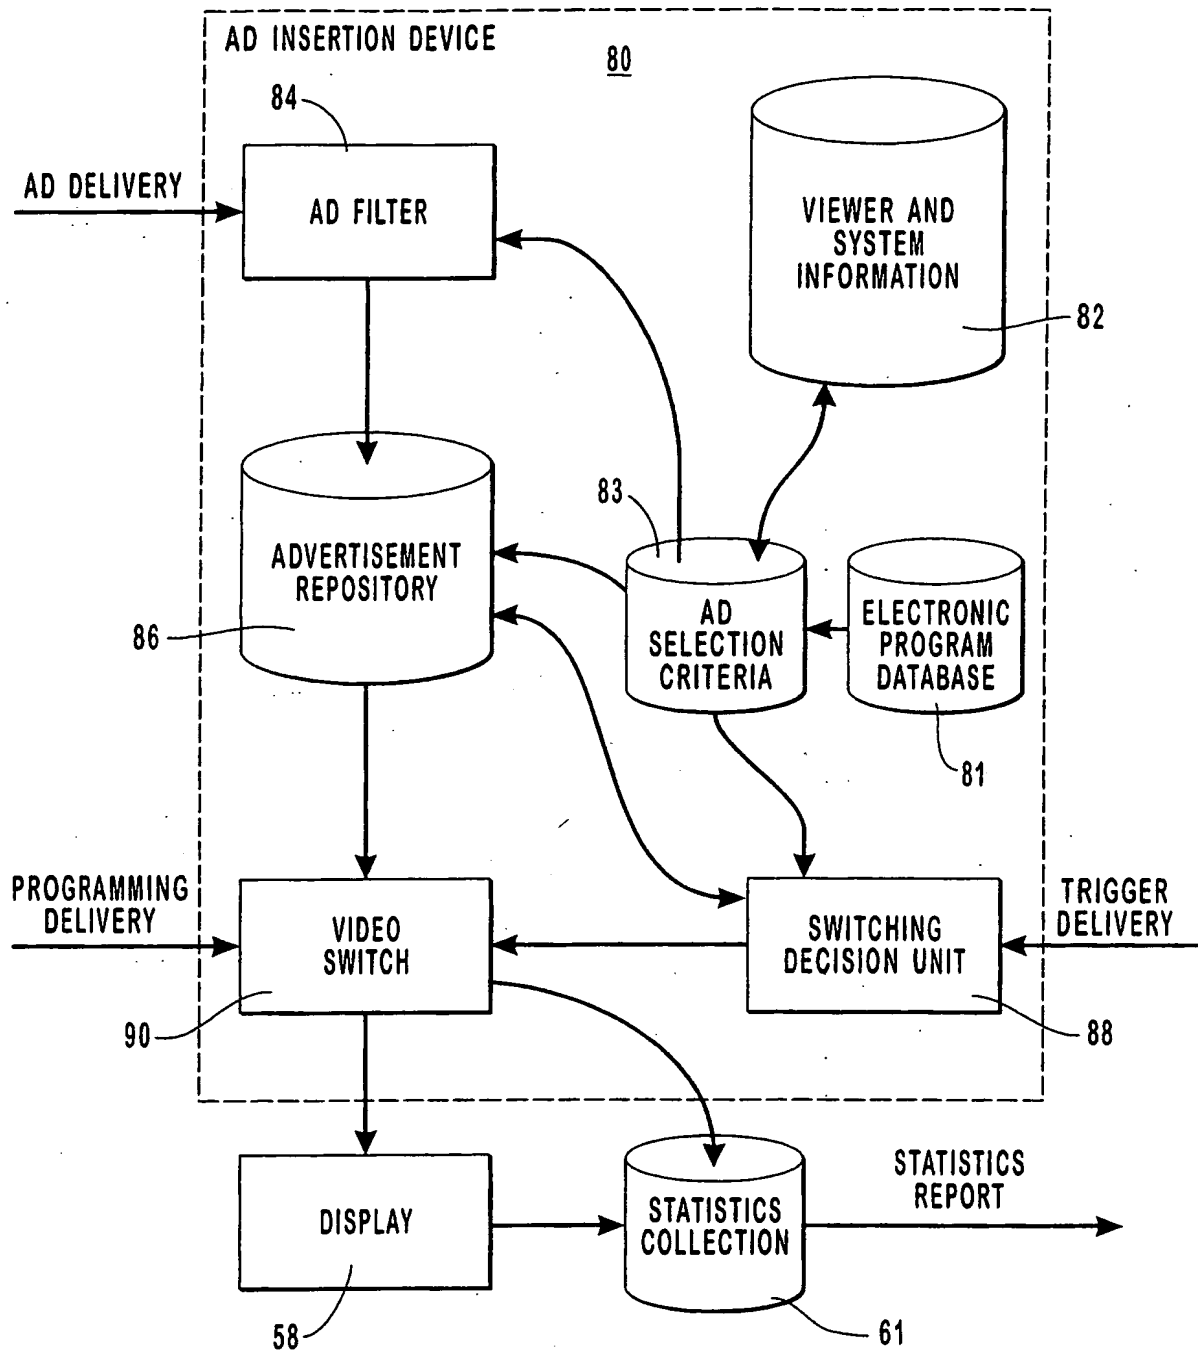 AD INSERTION DEVICE
80
84
AD DELIVERY
AD FILTER
VIEWER AND
SYSTEM
INFORMATION
82
83
ADVERTISEMENT
REPOSITORY
86
AD
SELECTION
CRITERIA
ELECTRONIC
PROGRAM
DATABASE
81
PROGRAMMING
DELIVERY
VIDEO
SWITCH
90
SWITCHING
DECISION UNIT
TRIGGER
DELIVERY
88
DISPLAY
58
STATISTICS
COLLECTION
61
STATISTICS
REPORT